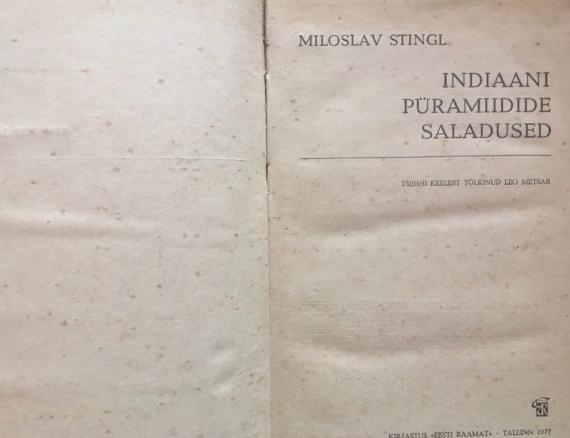 MILOSLAV STINGL
INDIAANI
PÜRAMIIDIDE
SALADUSED
TŠEHHI KEELEST TÕLKINUD LEO METSAR
KIRJASTUS «EESTI RAAMAT» · TALLINN 1977